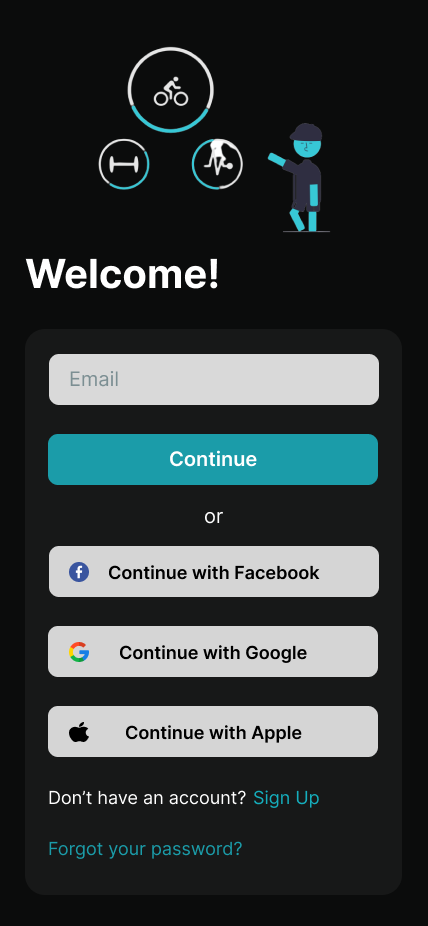 Welcome!
Email
Continue
or
Continue with Facebook
Continue with Google
Continue with Apple
Don’t have an account? Sign Up
Forgot your password?